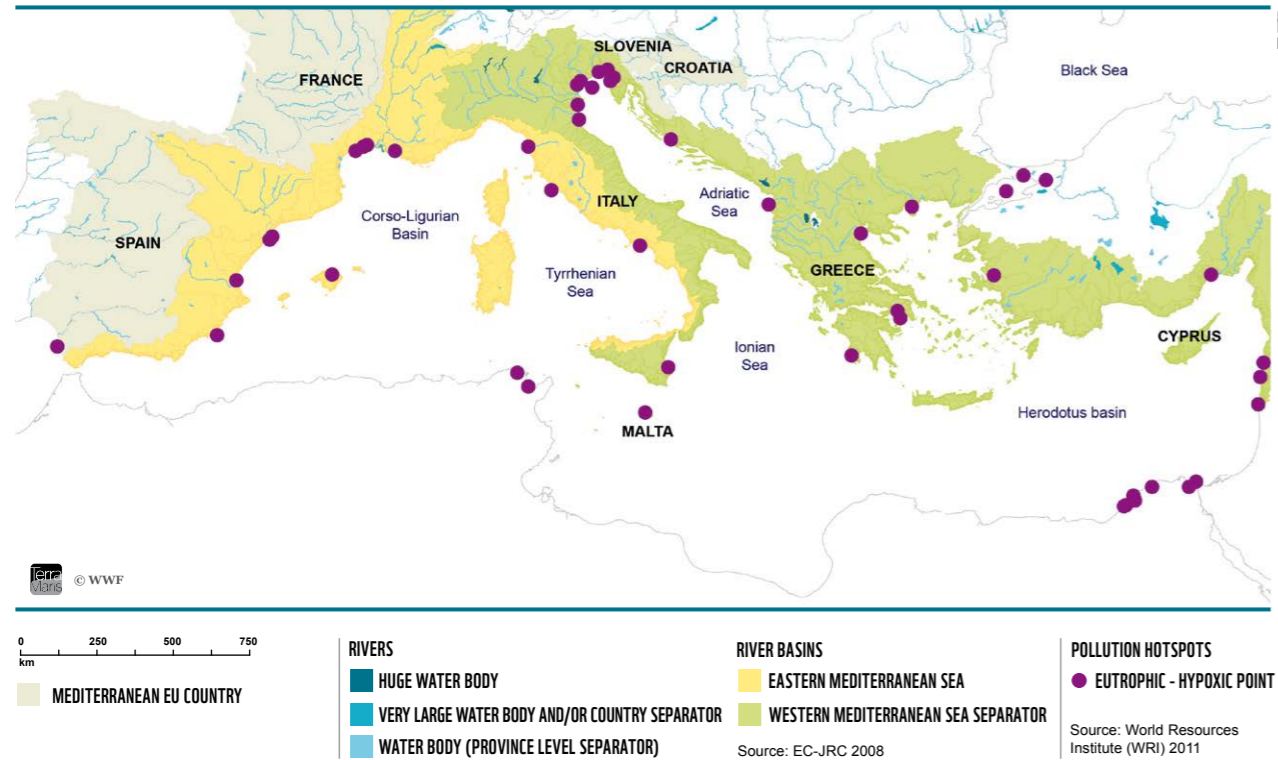 SLOVENIA
CROATIA
FRANCE
Black Sea
Adriatic
Sea
ITALY
Corso-Ligurian
Basin
SPAIN
Tyrrhenian
Sea
GREECE
CYPRUS
Ionian
Sea
Herodotus basin
MALTA
Terra
Maris
© WWF
0 250 500 750
km
MEDITERRANEAN EU COUNTRY
RIVERS
HUGE WATER BODY
VERY LARGE WATER BODY AND/OR COUNTRY SEPARATOR
WATER BODY (PROVINCE LEVEL SEPARATOR)
RIVER BASINS
EASTERN MEDITERRANEAN SEA
WESTERN MEDITERRANEAN SEA SEPARATOR
Source: EC-JRC 2008
POLLUTION HOTSPOTS
EUTROPHIC - HYPOXIC POINT
Source: World Resources
Institute (WRI) 2011